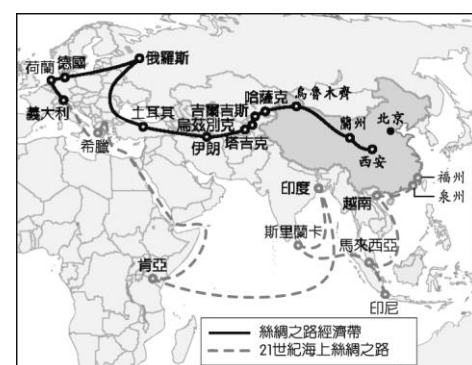 俄羅斯
德國
荷蘭
義大利
希臘
土耳其
哈薩克
吉爾吉斯
烏茲別克
塔吉克
伊朗
烏魯木齊
蘭州
北京
西安
福州
泉州
越南
印度
斯里蘭卡
馬來西亞
印尼
肯亞
絲綢之路經濟帶
21世紀海上絲綢之路